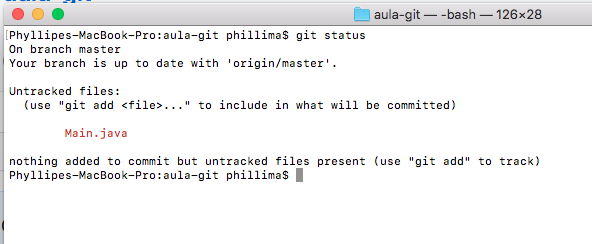 aula-git — -bash — 126×28
[Phyllipes-MacBook-Pro:aula-git phillima$ git status
On branch master
Your branch is up to date with 'origin/master'.
Untracked files:
(use "git add <file>..." to include in what will be committed)
Main.java
nothing added to commit but untracked files present (use "git add" to track)
Phyllipes-MacBook-Pro:aula-git phillima$